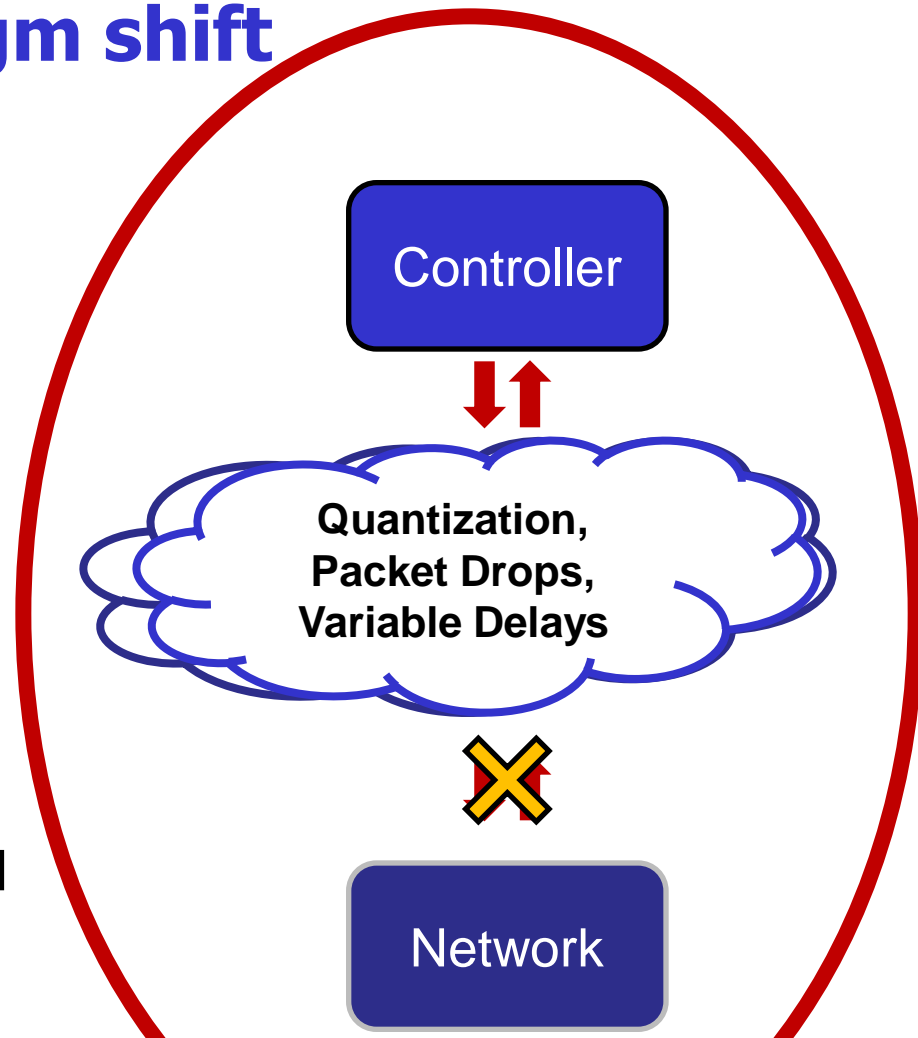 gm shift
Controller
Quantization,
Packet Drops,
Variable Delays
Network